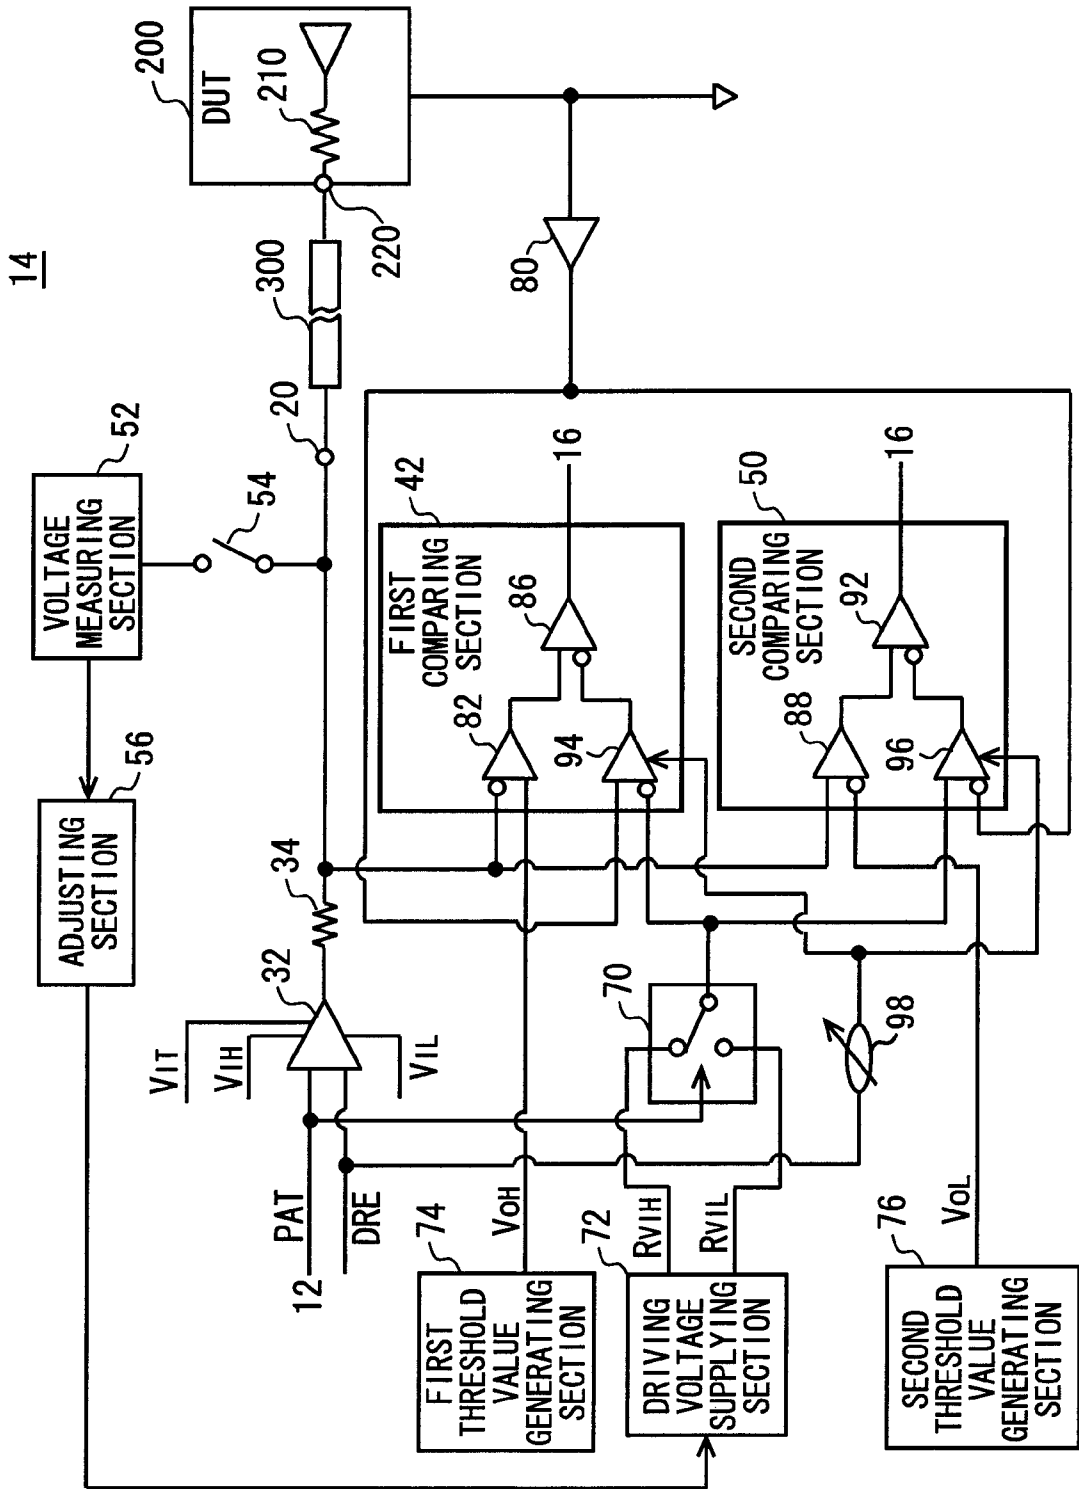 14
VOLTAGE
MEASURING
SECTION
52
54
ADJUSTING
SECTION
56
DUT
200
210
220
300
20
34
32
VIT
VIH
VIL
PAT
12
DRE
FIRST
COMPARING
SECTION
42
82
86
94
16
80
SECOND
COMPARING
SECTION
50
88
92
96
16
70
98
FIRST
THRESHOLD
VALUE
GENERATING
SECTION
74
VOH
DRIVING
VOLTAGE
SUPPLYING
SECTION
72
RVIH
RVIL
SECOND
THRESHOLD
VALUE
GENERATING
SECTION
76
VOL